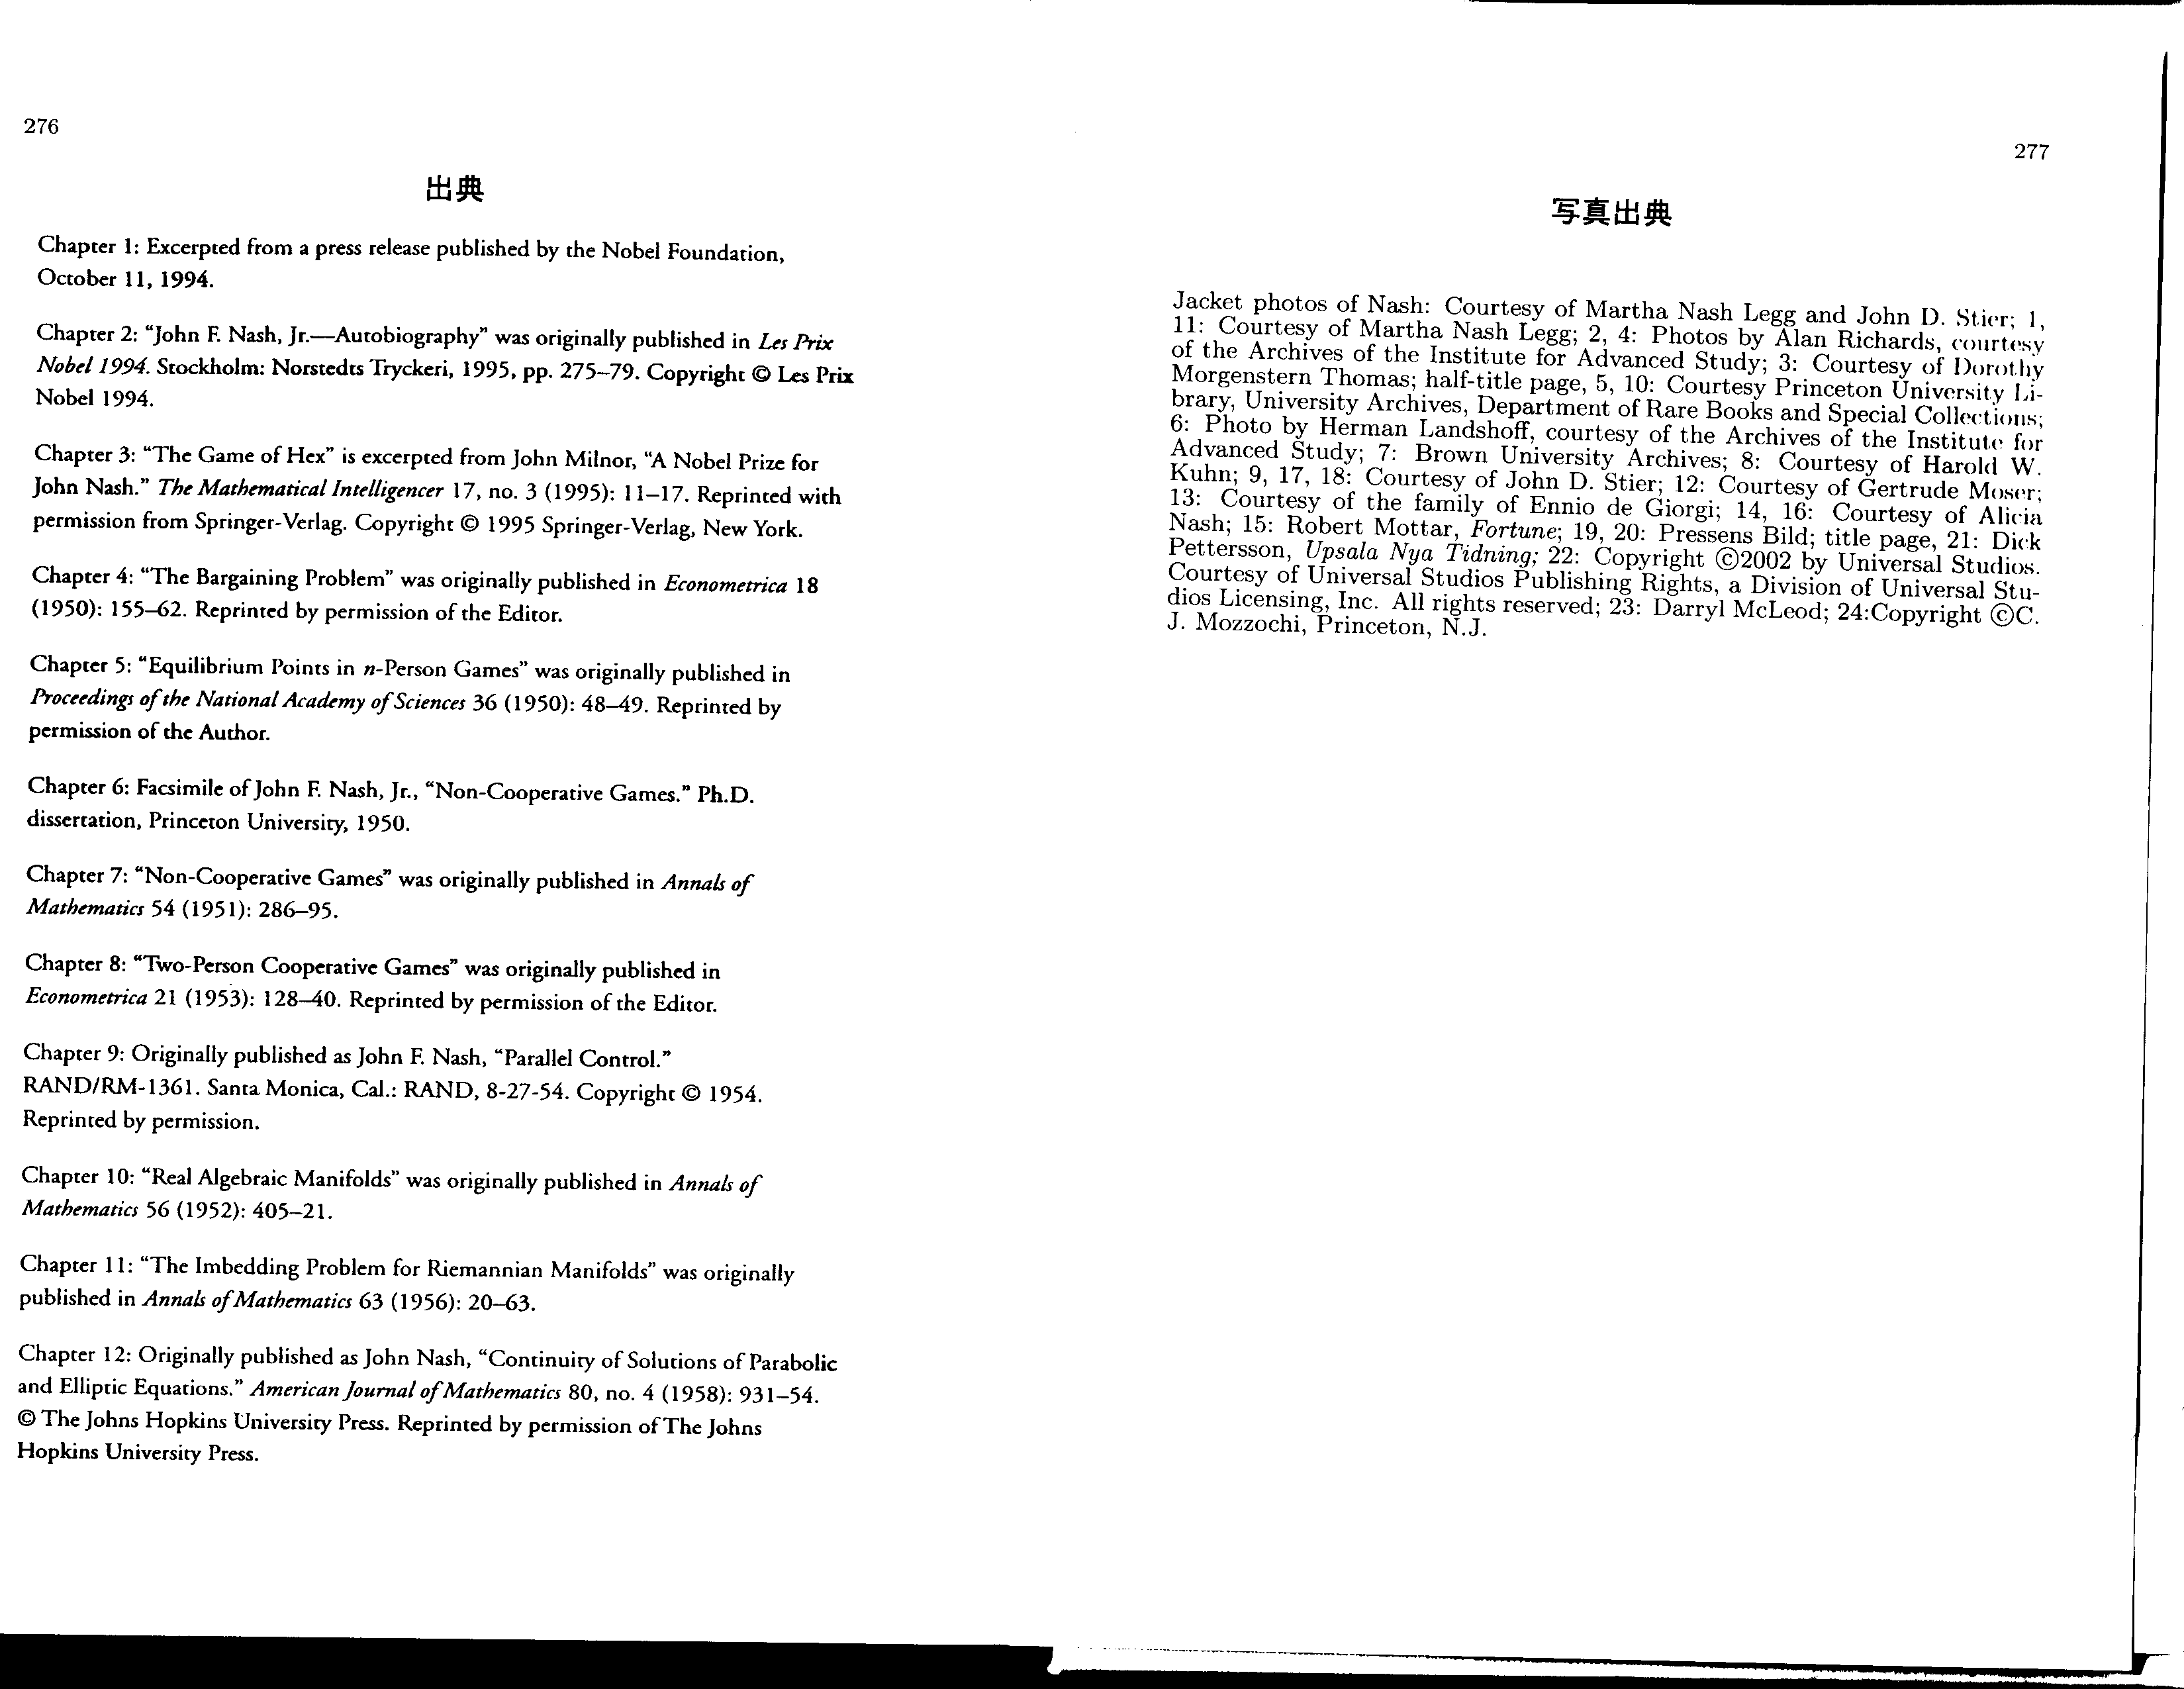 276
出典
Chapter 1: Excerpted from a press release published by the Nobel Foundation,
October 11, 1994.
Chapter 2: “John F. Nash, Jr.—Autobiography” was originally published in Les Prix
Nobel 1994. Stockholm: Norstedts Tryckeri, 1995, pp. 275–79. Copyright © Les Prix
Nobel 1994.
Chapter 3: “The Game of Hex” is excerpted from John Milnor, “A Nobel Prize for
John Nash.” The Mathematical Intelligencer 17, no. 3 (1995): 11–17. Reprinted with
permission from Springer-Verlag. Copyright © 1995 Springer-Verlag, New York.
Chapter 4: “The Bargaining Problem” was originally published in Econometrica 18
(1950): 155–62. Reprinted by permission of the Editor.
Chapter 5: “Equilibrium Points in n-Person Games” was originally published in
Proceedings of the National Academy of Sciences 36 (1950): 48–49. Reprinted by
permission of the Author.
Chapter 6: Facsimile of John F. Nash, Jr., “Non-Cooperative Games.” Ph.D.
dissertation, Princeton University, 1950.
Chapter 7: “Non-Cooperative Games” was originally published in Annals of
Mathematics 54 (1951): 286–95.
Chapter 8: “Two-Person Cooperative Games” was originally published in
Econometrica 21 (1953): 128–40. Reprinted by permission of the Editor.
Chapter 9: Originally published as John F. Nash, “Parallel Control.”
RAND/RM-1361. Santa Monica, Cal.: RAND, 8-27-54. Copyright © 1954.
Reprinted by permission.
Chapter 10: “Real Algebraic Manifolds” was originally published in Annals of
Mathematics 56 (1952): 405–21.
Chapter 11: “The Imbedding Problem for Riemannian Manifolds” was originally
published in Annals of Mathematics 63 (1956): 20–63.
Chapter 12: Originally published as John Nash, “Continuity of Solutions of Parabolic
and Elliptic Equations.” American Journal of Mathematics 80, no. 4 (1958): 931–54.
© The Johns Hopkins University Press. Reprinted by permission of The Johns
Hopkins University Press.
277
写真出典
Jacket photos of Nash: Courtesy of Martha Nash Legg and John D. Stier; 1,
11: Courtesy of Martha Nash Legg; 2, 4: Photos by Alan Richards, courtesy
of the Archives of the Institute for Advanced Study; 3: Courtesy of Dorothy
Morgenstern Thomas; half-title page, 5, 10: Courtesy Princeton University Li-
brary, University Archives, Department of Rare Books and Special Collections;
6: Photo by Herman Landshoff, courtesy of the Archives of the Institute for
Advanced Study; 7: Brown University Archives; 8: Courtesy of Harold W.
Kuhn; 9, 17, 18: Courtesy of John D. Stier; 12: Courtesy of Gertrude Moser;
13: Courtesy of the family of Ennio de Giorgi; 14, 16: Courtesy of Alicia
Nash; 15: Robert Mottar, Fortune; 19, 20: Pressens Bild; title page, 21: Dick
Pettersson, Upsala Nya Tidning; 22: Copyright ©2002 by Universal Studios.
Courtesy of Universal Studios Publishing Rights, a Division of Universal Stu-
dios Licensing, Inc. All rights reserved; 23: Darryl McLeod; 24:Copyright ©C.
J. Mozzochi, Princeton, N.J.